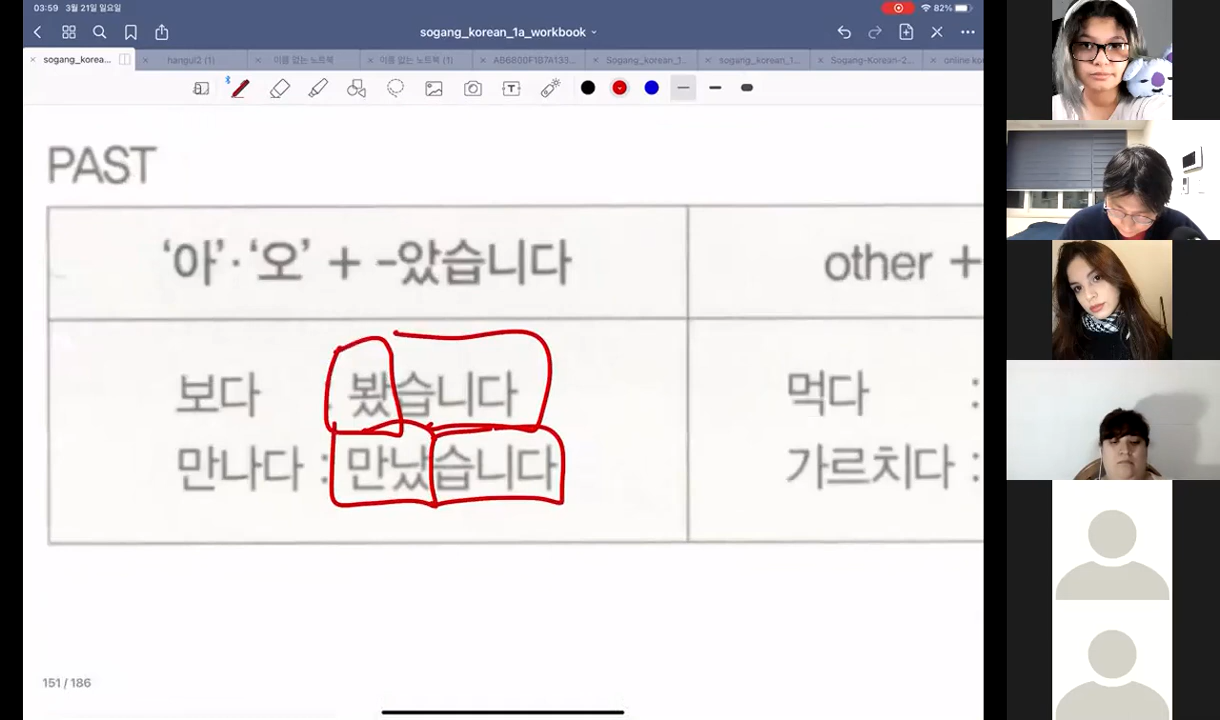 03:59 3월 21일 일요일 82%
sogang_korean_1a_workbook
sogang_korea... hangul2 (1) 이름 없는 노트북 이름 없는 노트북 (1) AB6800F1B7A133... Sogang_korean_1... sogang_korean_1... Sogang-Korean-2... online ko
PAST
'아'·'오' + -았습니다 other +
보다 : 봤습니다 먹다 :
만나다 : 만났습니다 가르치다 :
151 / 186